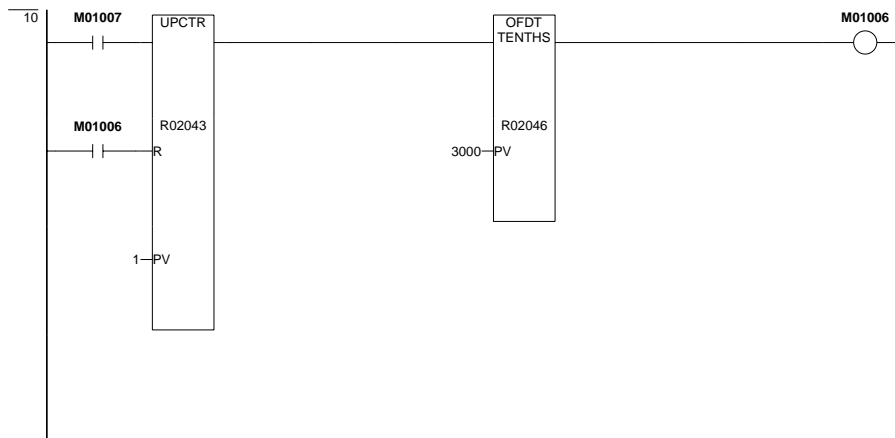 10
M01007
UPCTR
OFDT
TENTHS
M01006
M01006
R02043
R02046
R
3000
PV
1
PV